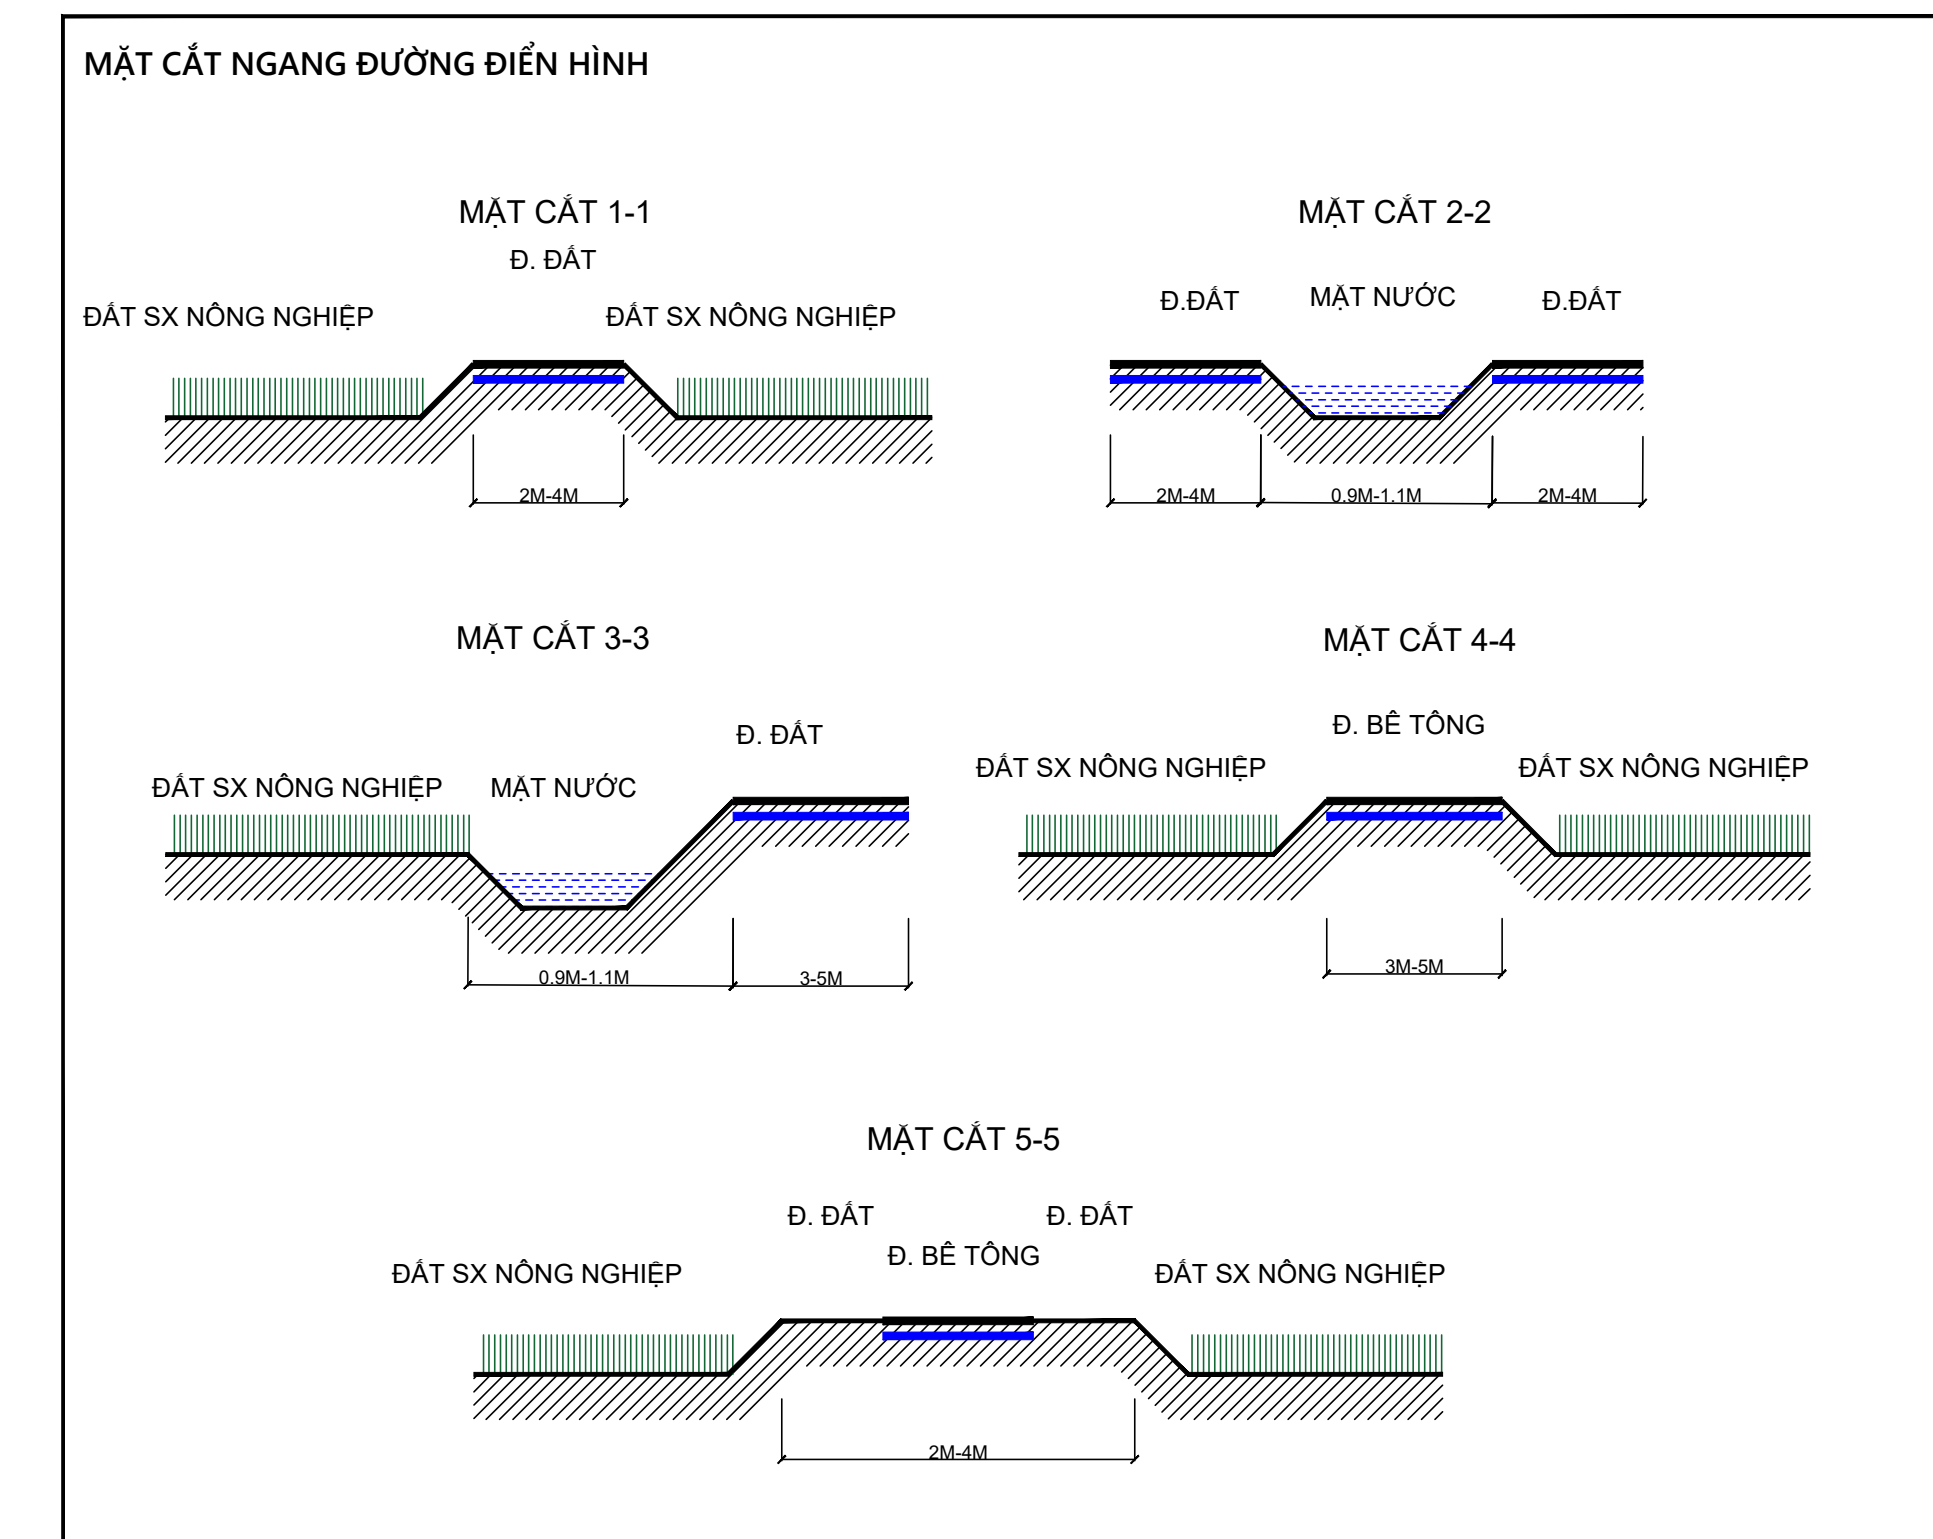 MẶT CẮT NGANG ĐƯỜNG ĐIỂN HÌNH
MẶT CẮT 1-1
Đ. ĐẤT
ĐẤT SX NÔNG NGHIỆP
ĐẤT SX NÔNG NGHIỆP
2M-4M
MẶT CẮT 2-2
Đ.ĐẤT
MẶT NƯỚC
Đ.ĐẤT
2M-4M
0.9M-1.1M
2M-4M
MẶT CẮT 3-3
Đ. ĐẤT
ĐẤT SX NÔNG NGHIỆP
MẶT NƯỚC
0.9M-1.1M
3-5M
MẶT CẮT 4-4
Đ. BÊ TÔNG
ĐẤT SX NÔNG NGHIỆP
ĐẤT SX NÔNG NGHIỆP
3M-5M
MẶT CẮT 5-5
Đ. ĐẤT
Đ. ĐẤT
Đ. BÊ TÔNG
ĐẤT SX NÔNG NGHIỆP
ĐẤT SX NÔNG NGHIỆP
2M-4M